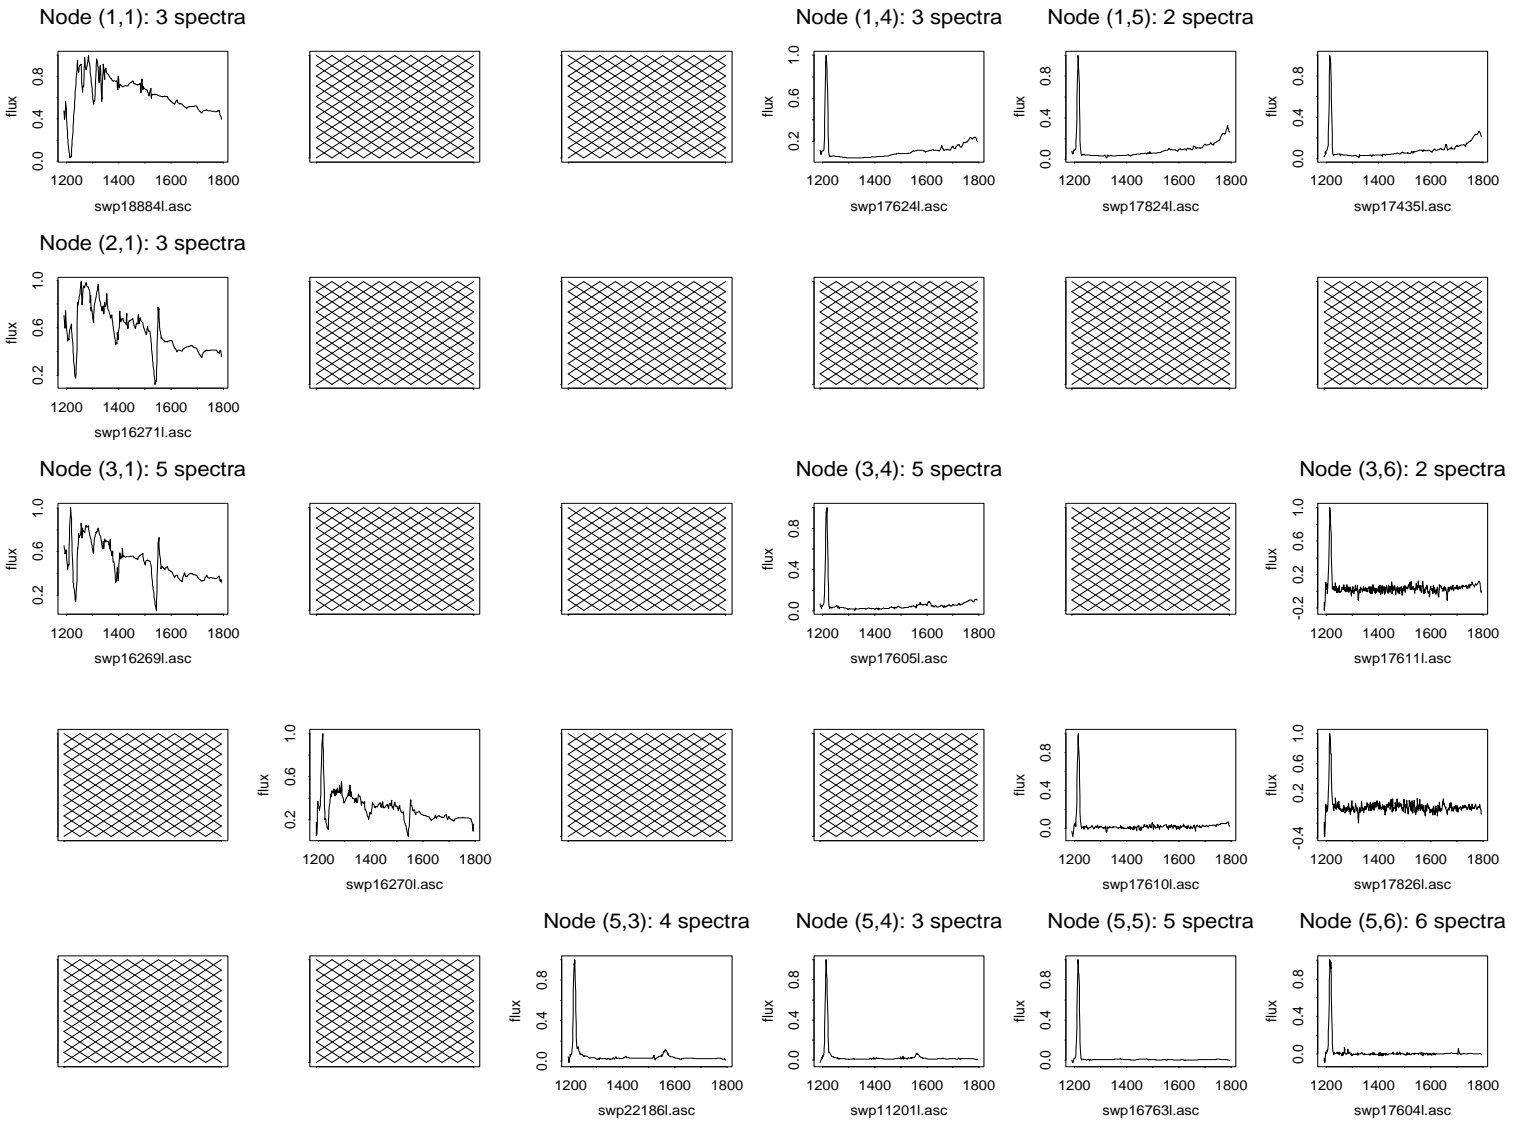 Node (1,1): 3 spectra
Node (1,4): 3 spectra
Node (1,5): 2 spectra
flux
0.0 0.4 0.8
1200 1400 1600 1800
swp18884l.asc
flux
0.2 0.6 1.0
1200 1400 1600 1800
swp17624l.asc
flux
0.0 0.4 0.8
1200 1400 1600 1800
swp17824l.asc
flux
0.0 0.4 0.8
1200 1400 1600 1800
swp17435l.asc
Node (2,1): 3 spectra
flux
0.2 0.6 1.0
1200 1400 1600 1800
swp16271l.asc
Node (3,1): 5 spectra
Node (3,4): 5 spectra
Node (3,6): 2 spectra
flux
0.2 0.6 1.0
1200 1400 1600 1800
swp16269l.asc
flux
0.0 0.4 0.8
1200 1400 1600 1800
swp17605l.asc
flux
-0.2 0.2 0.6 1.0
1200 1400 1600 1800
swp17611l.asc
flux
0.2 0.6 1.0
1200 1400 1600 1800
swp16270l.asc
flux
0.0 0.4 0.8
1200 1400 1600 1800
swp17610l.asc
flux
-0.4 0.2 0.6 1.0
1200 1400 1600 1800
swp17826l.asc
Node (5,3): 4 spectra
Node (5,4): 3 spectra
Node (5,5): 5 spectra
Node (5,6): 6 spectra
flux
0.0 0.4 0.8
1200 1400 1600 1800
swp22186l.asc
flux
0.0 0.4 0.8
1200 1400 1600 1800
swp11201l.asc
flux
0.0 0.4 0.8
1200 1400 1600 1800
swp16763l.asc
flux
0.0 0.4 0.8
1200 1400 1600 1800
swp17604l.asc